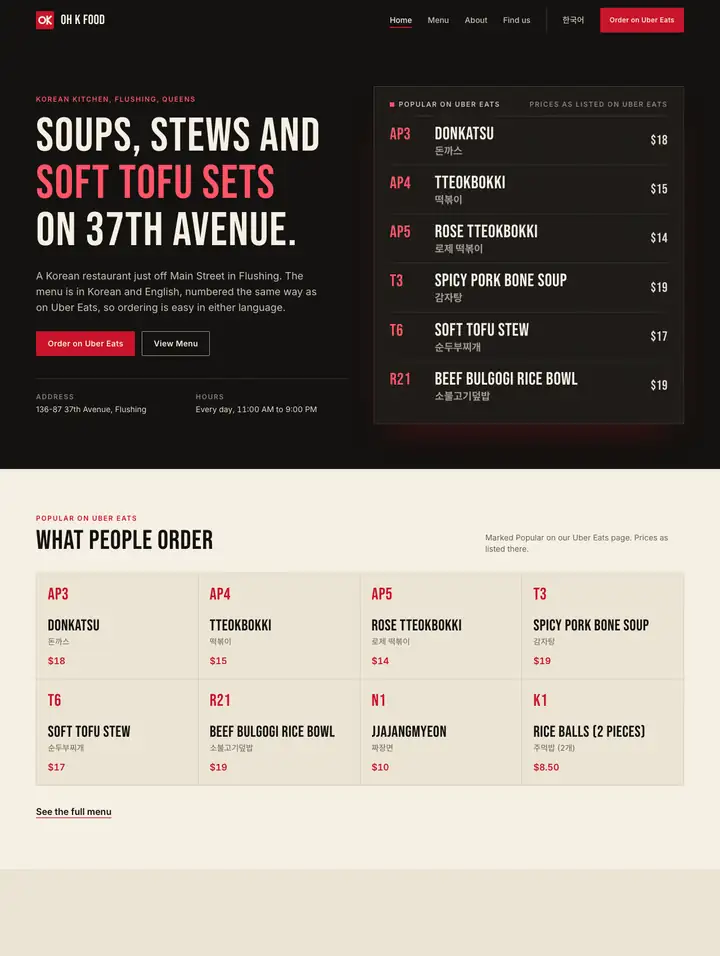 OK OH K FOOD
Home Menu About Find us 한국어 Order on Uber Eats
KOREAN KITCHEN, FLUSHING, QUEENS
SOUPS, STEWS AND
SOFT TOFU SETS
ON 37TH AVENUE.
A Korean restaurant just off Main Street in Flushing. The
menu is in Korean and English, numbered the same way as
on Uber Eats, so ordering is easy in either language.
Order on Uber Eats View Menu
ADDRESS
136-87 37th Avenue, Flushing
HOURS
Every day, 11:00 AM to 9:00 PM
POPULAR ON UBER EATS PRICES AS LISTED ON UBER EATS
AP3 DONKATSU $18
돈까스
AP4 TTEOKBOKKI $15
떡볶이
AP5 ROSE TTEOKBOKKI $14
로제 떡볶이
T3 SPICY PORK BONE SOUP $19
감자탕
T6 SOFT TOFU STEW $17
순두부찌개
R21 BEEF BULGOGI RICE BOWL $19
소불고기덮밥
POPULAR ON UBER EATS
WHAT PEOPLE ORDER
Marked Popular on our Uber Eats page. Prices as
listed there.
AP3
DONKATSU
돈까스
$18
AP4
TTEOKBOKKI
떡볶이
$15
AP5
ROSE TTEOKBOKKI
로제 떡볶이
$14
T3
SPICY PORK BONE SOUP
감자탕
$19
T6
SOFT TOFU STEW
순두부찌개
$17
R21
BEEF BULGOGI RICE BOWL
소불고기덮밥
$19
N1
JJAJANGMYEON
짜장면
$10
K1
RICE BALLS (2 PIECES)
주먹밥 (2개)
$8.50
See the full menu